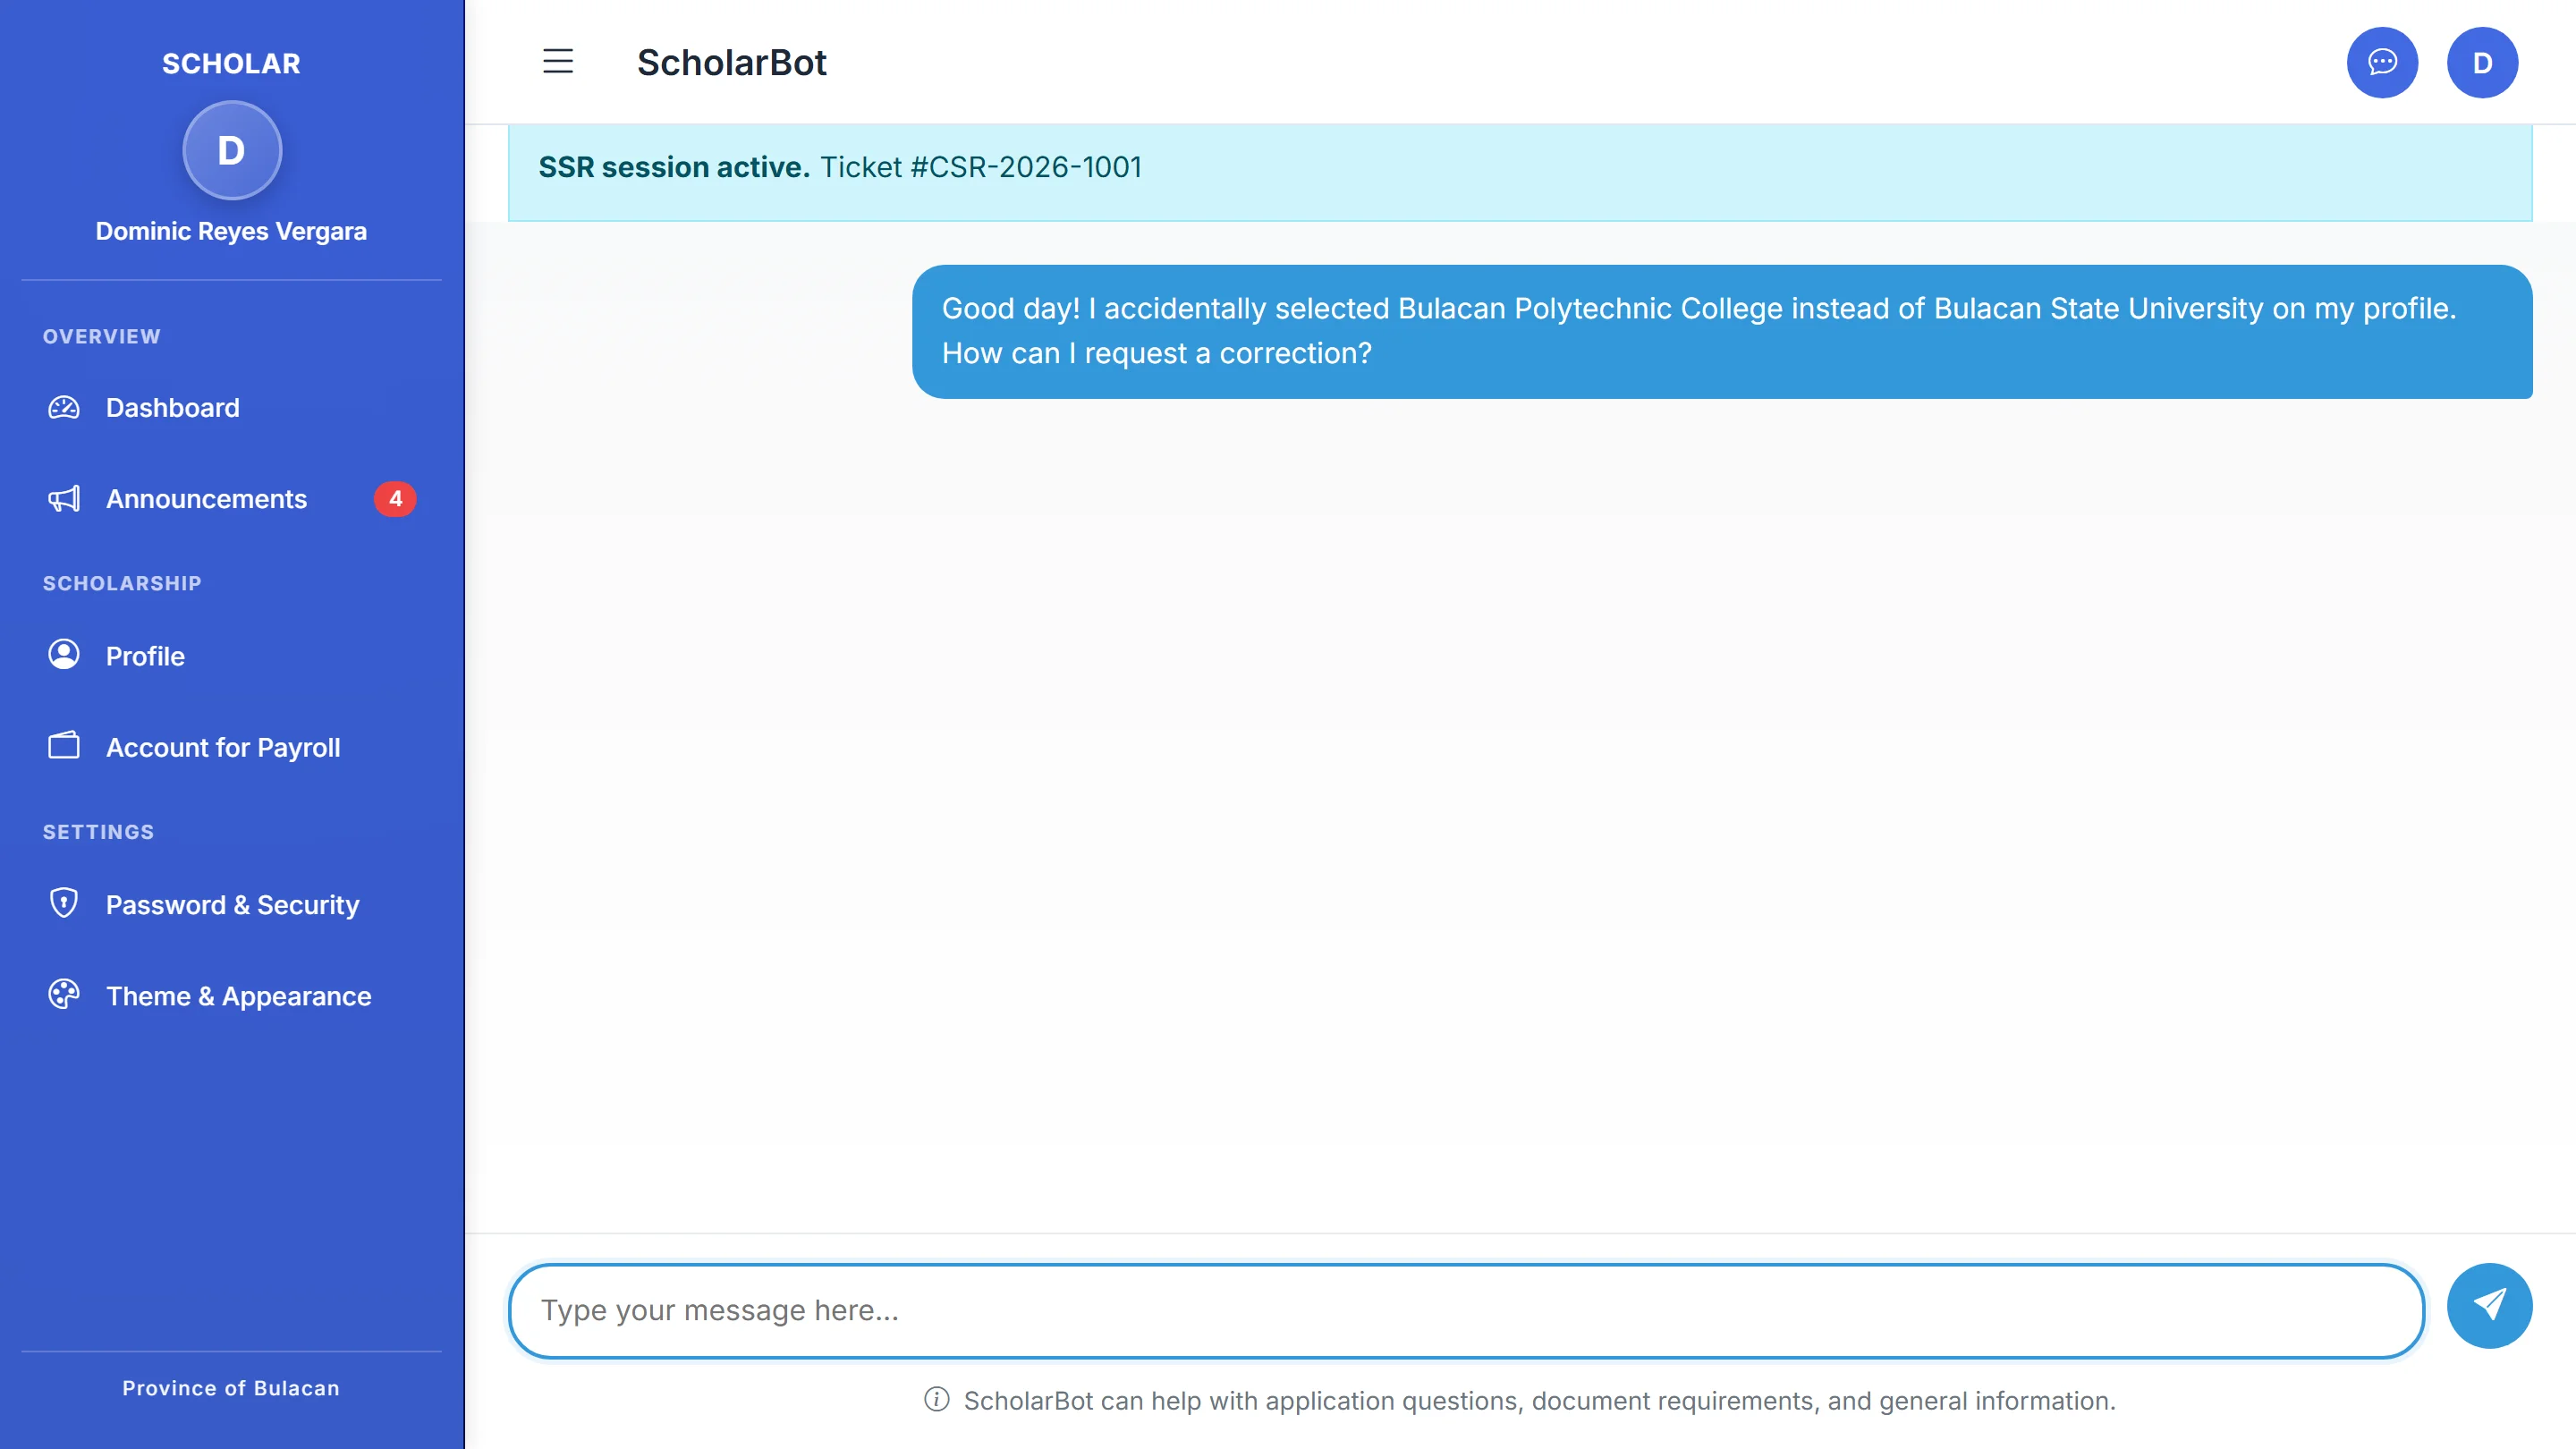 SCHOLAR
D
Dominic Reyes Vergara
OVERVIEW
Dashboard
Announcements 4
SCHOLARSHIP
Profile
Account for Payroll
SETTINGS
Password & Security
Theme & Appearance
Province of Bulacan
ScholarBot
D
SSR session active. Ticket #CSR-2026-1001
Good day! I accidentally selected Bulacan Polytechnic College instead of Bulacan State University on my profile.
How can I request a correction?
Type your message here...
ScholarBot can help with application questions, document requirements, and general information.